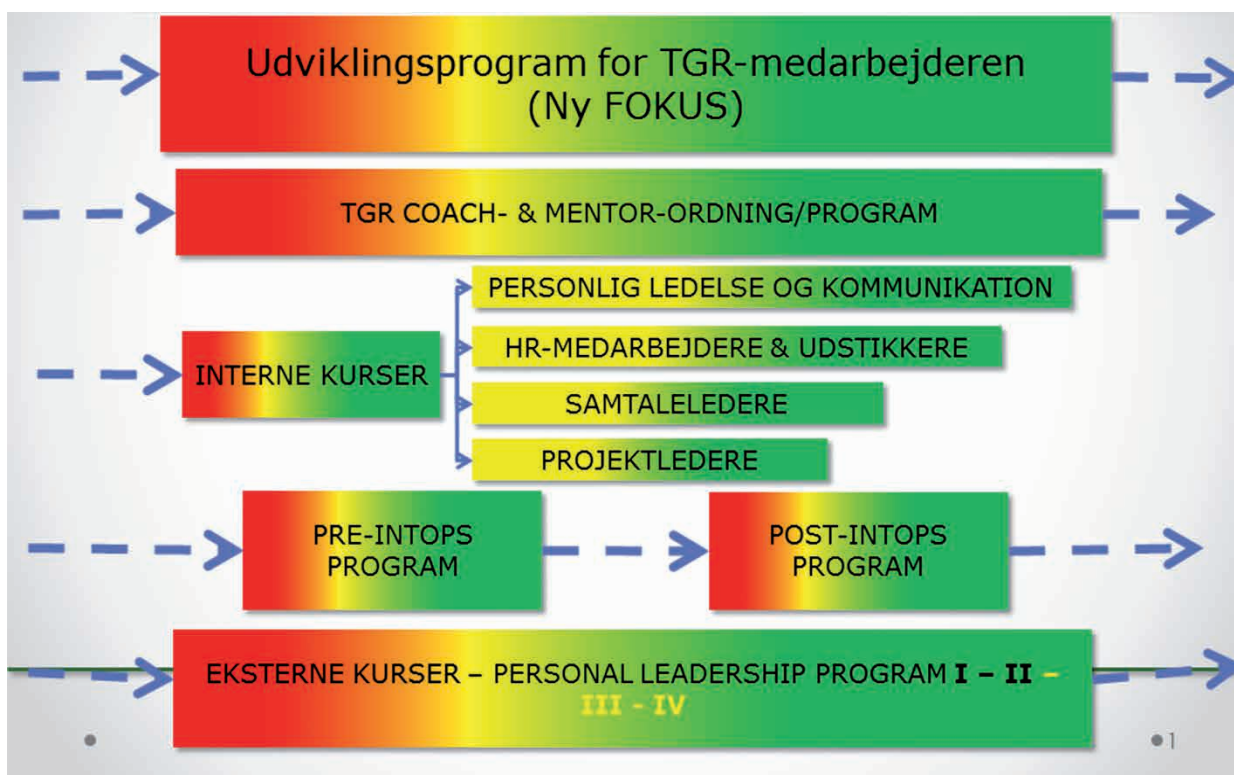 Udviklingsprogram for TGR-medarbejderen
(Ny FOKUS)
TGR COACH- & MENTOR-ORDNING/PROGRAM
INTERNE KURSER
PERSONLIG LEDELSE OG KOMMUNIKATION
HR-MEDARBEJDERE & UDSTIKKERE
SAMTALELEDERE
PROJEKTLEDERE
PRE-INTOPS
PROGRAM
POST-INTOPS
PROGRAM
EKSTERNE KURSER – PERSONAL LEADERSHIP PROGRAM I – II –
III - IV
1